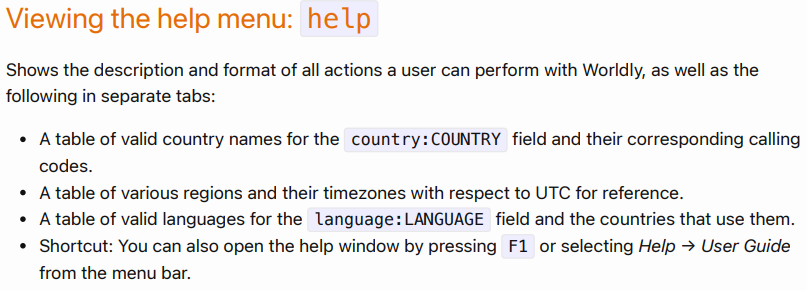 Viewing the help menu: help
Shows the description and format of all actions a user can perform with Worldly, as well as the
following in separate tabs:
• A table of valid country names for the country:COUNTRY field and their corresponding calling
codes.
• A table of various regions and their timezones with respect to UTC for reference.
• A table of valid languages for the language:LANGUAGE field and the countries that use them.
• Shortcut: You can also open the help window by pressing F1 or selecting Help → User Guide
from the menu bar.